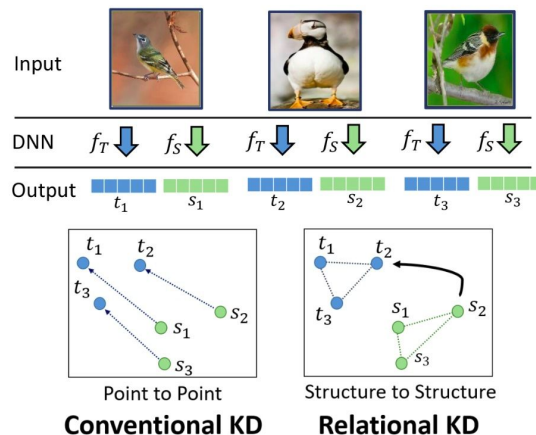 Input
DNN f_T f_S f_T f_S f_T f_S
Output
t_1 s_1 t_2 s_2 t_3 s_3
t_1 t_2
t_3
s_2
s_1
s_3
Point to Point
Conventional KD
t_1 t_2
t_3
s_1 s_2
s_3
Structure to Structure
Relational KD